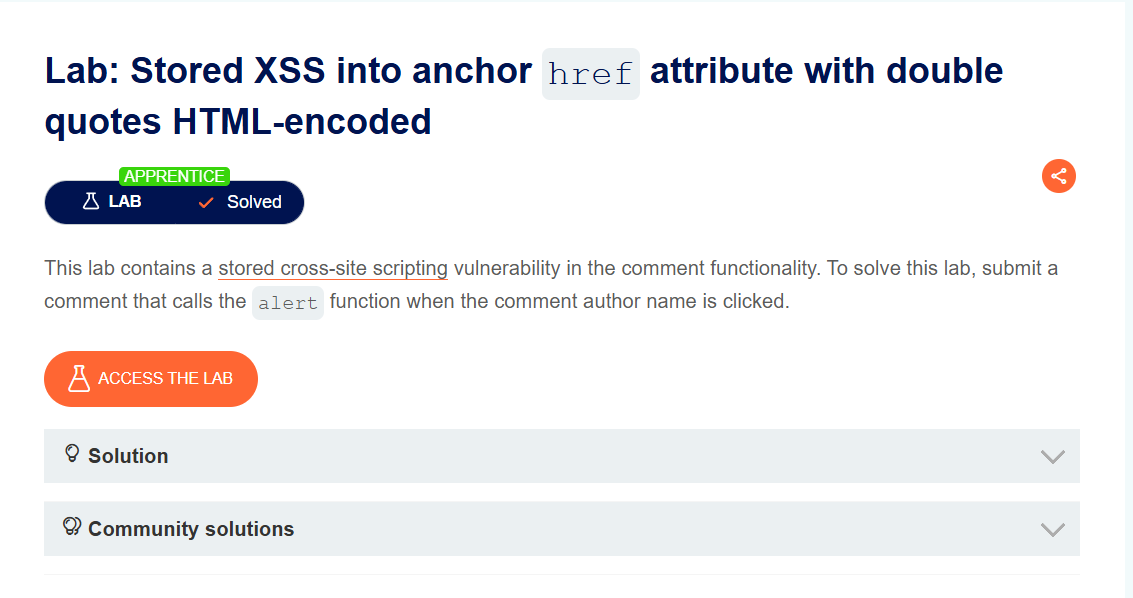 Lab: Stored XSS into anchor href attribute with double
quotes HTML-encoded
APPRENTICE
LAB Solved
This lab contains a stored cross-site scripting vulnerability in the comment functionality. To solve this lab, submit a
comment that calls the alert function when the comment author name is clicked.
ACCESS THE LAB
Solution
Community solutions